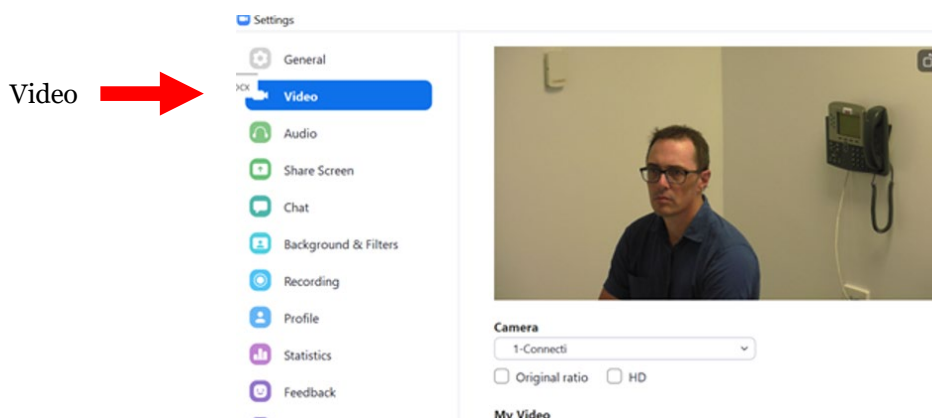 Settings
General
Video
Video
Audio
Share Screen
Chat
Background & Filters
Recording
Profile
Statistics
Feedback
Camera
1-Connecti
Original ratio
HD
My Video